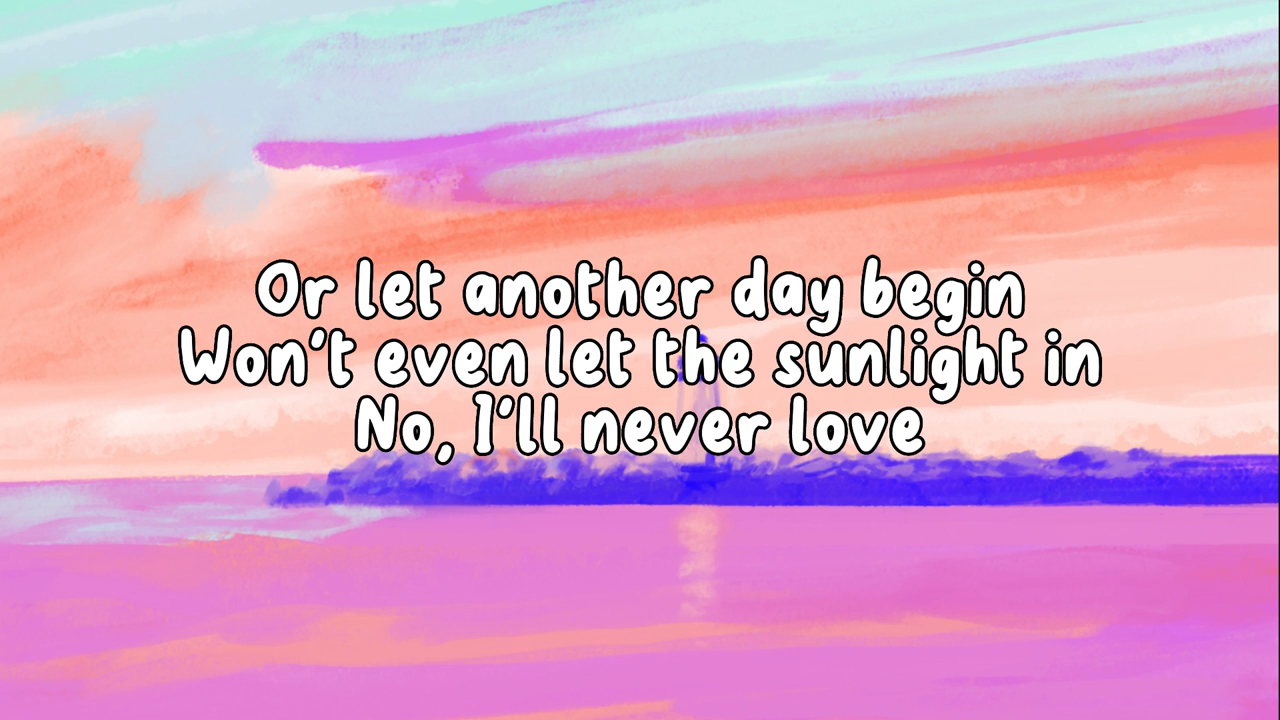 Or let another day begin
Won't even let the sunlight in
No, I'll never love